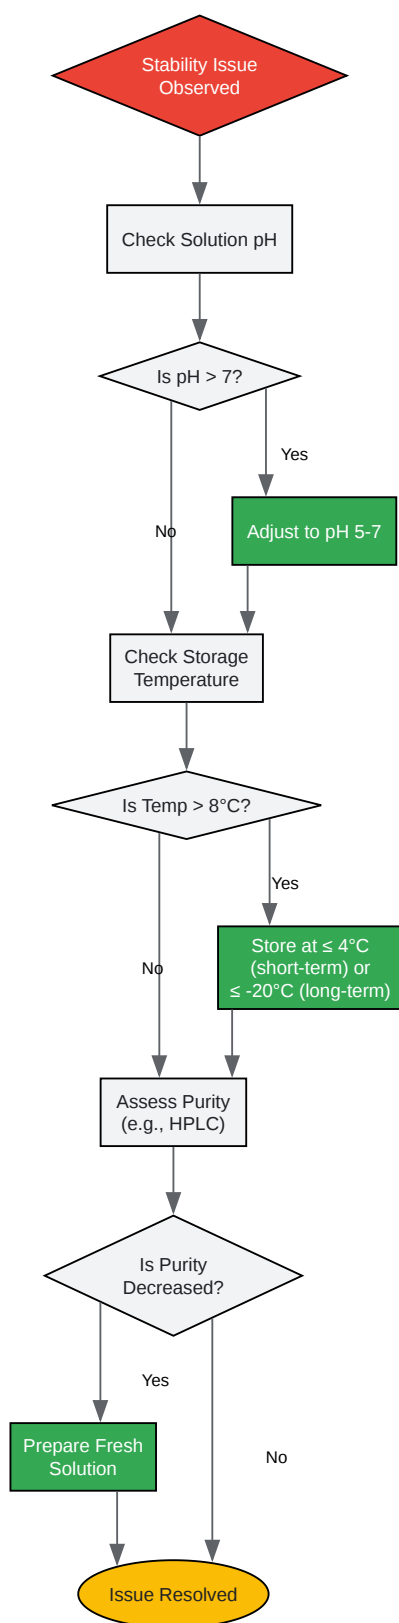 Stability Issue
Observed
Check Solution pH
Is pH > 7?
Yes
No
Adjust to pH 5-7
Check Storage
Temperature
Is Temp > 8°C?
Yes
No
Store at ≤ 4°C
(short-term) or
≤ -20°C (long-term)
Assess Purity
(e.g., HPLC)
Is Purity
Decreased?
Yes
Prepare Fresh
Solution
No
Issue Resolved